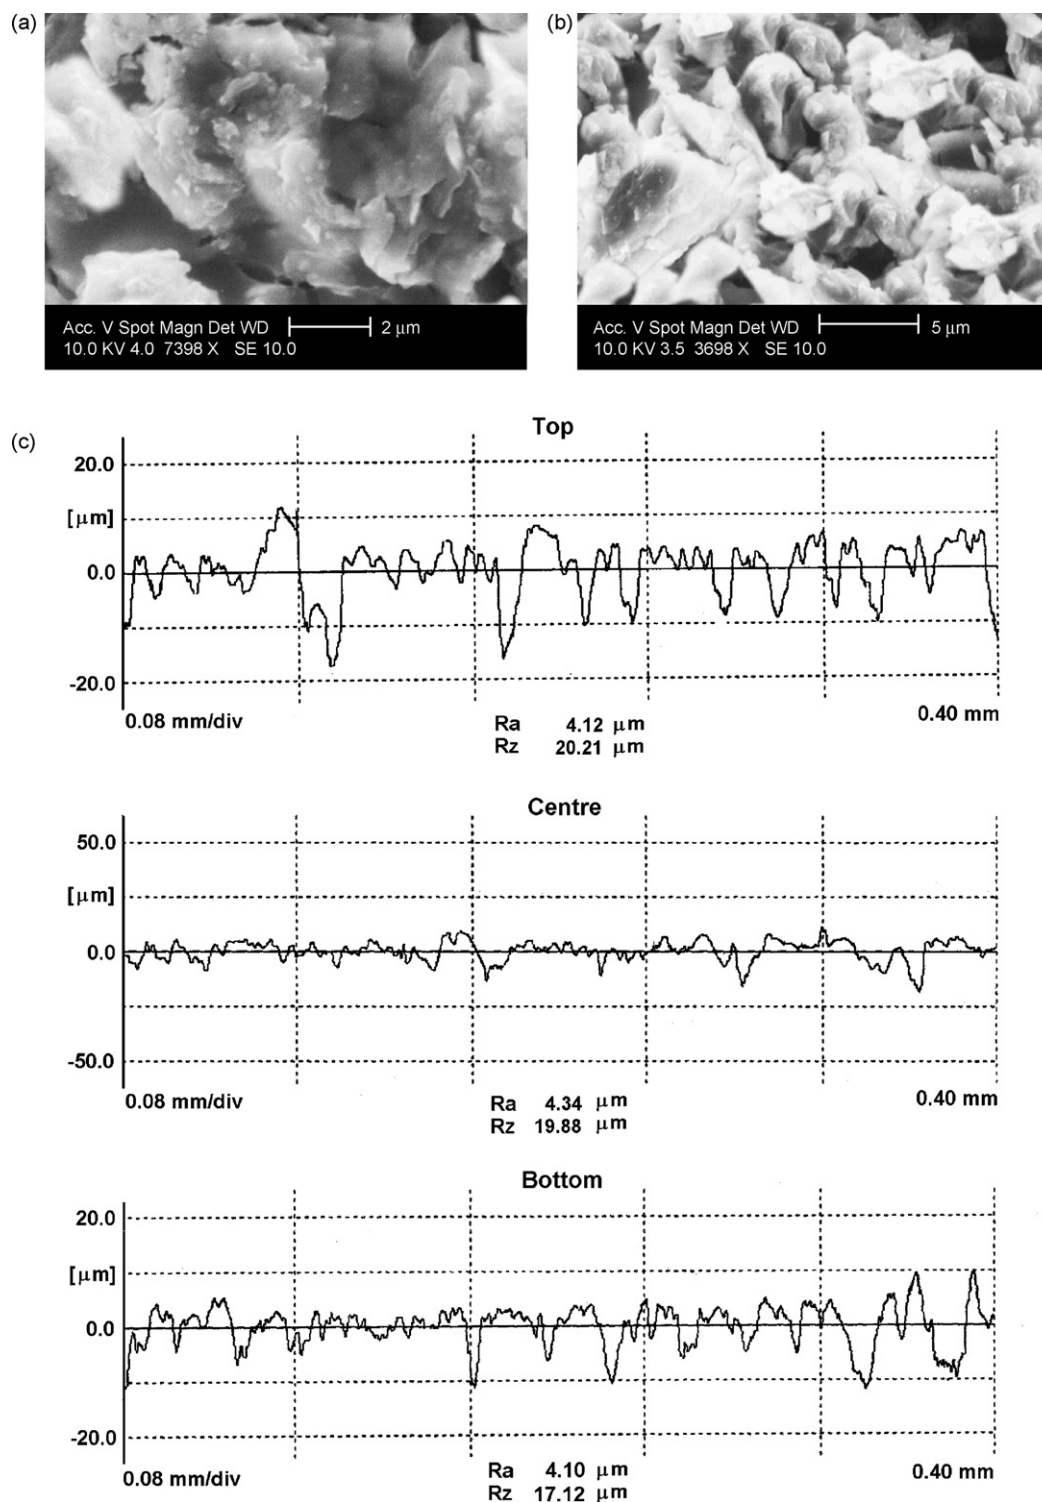 (a)
Acc. V Spot Magn Det WD 2 μm
10.0 KV 4.0 7398 X SE 10.0
(b)
Acc. V Spot Magn Det WD 5 μm
10.0 KV 3.5 3698 X SE 10.0
(c)
Top
20.0
[μm]
0.0
-20.0
0.08 mm/div
0.40 mm
Ra 4.12 μm
Rz 20.21 μm
Centre
50.0
[μm]
0.0
-50.0
0.08 mm/div
0.40 mm
Ra 4.34 μm
Rz 19.88 μm
Bottom
20.0
[μm]
0.0
-20.0
0.08 mm/div
0.40 mm
Ra 4.10 μm
Rz 17.12 μm